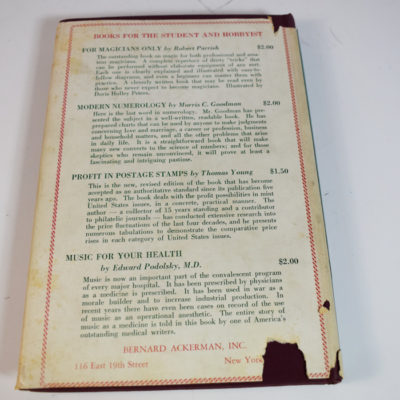 BOOKS FOR THE STUDENT AND HOBBYIST
FOR MAGICIANS ONLY by Robert Parrish $2.00
The outstanding book on magic for both professional and ama-
teur magicians. A complete repertory of thirty "tricks" that
can be performed without elaborate equipment of any sort.
Each one is clearly explained and illustrated with easy-to-
follow diagrams, and even a beginner can master them with
practice. A cleverly written book that may be read even by
those who never expect to become magicians. Illustrated by
Doris Holley Peters.
MODERN NUMEROLOGY by Morris C. Goodman $2.00
Here is the last word in numerology. Mr. Goodman has pre-
sented the subject in a well-written, readable book. He has
prepared charts that can be used by anyone to make judgments
concerning love and marriage, a career or profession, business
and household matters, and all the other problems that arise
in daily life. It is a straightforward book that will make
many new converts to the science of numbers; and for those
skeptics who remain unconvinced, it will prove at least a
fascinating and intriguing pastime.
PROFIT IN POSTAGE STAMPS by Thomas Young $1.50
This is the new, revised edition of the book that has become
accepted as an authoritative standard since its publication five
years ago. The book deals with the profit possibilities in mint
United States issues, in a concrete, practical manner. The
author — a collector of 15 years standing and a contributor
to philatelic journals — has conducted extensive research into
the price fluctuations of the last four decades, and he presents
numerous tabulations to demonstrate the comparative price
rises in each category of United States issues.
MUSIC FOR YOUR HEALTH
by Edward Podolsky, M.D. $2.00
Music is now an important part of the convalescent program
of every major hospital. It has been prescribed by physicians
as a medicine is prescribed. It has been used in war as a
morale builder and to increase industrial production. In
recent years there have even been cases on record of the use
of music as an operational anesthetic. The entire story of
music as a medicine is told in this book by one of America's
outstanding medical writers.
BERNARD ACKERMAN, INC.
116 East 19th Street New York